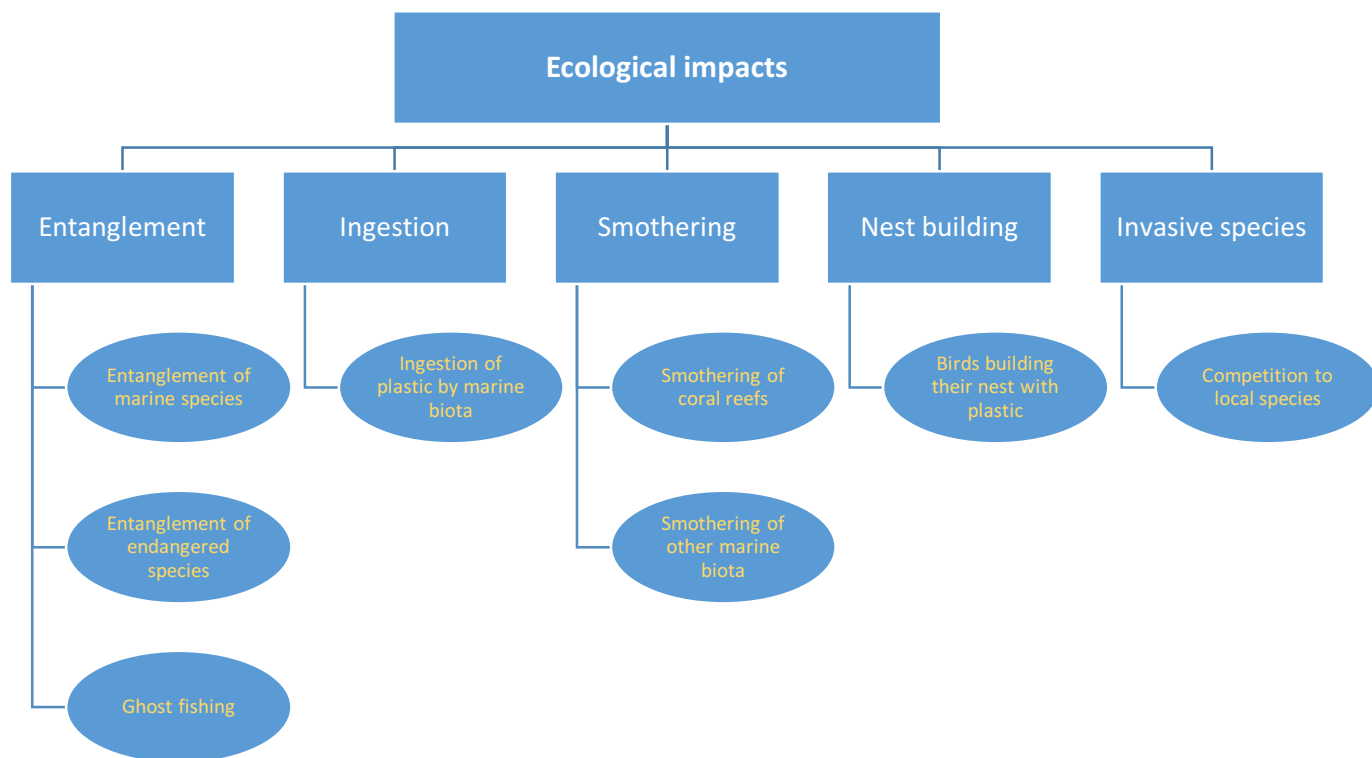 Ecological impacts
Entanglement
Ingestion
Smothering
Nest building
Invasive species
Entanglement of
marine species
Ingestion of
plastic by marine
biota
Smothering of
coral reefs
Birds building
their nest with
plastic
Competition to
local species
Entanglement of
endangered
species
Smothering of
other marine
biota
Ghost fishing